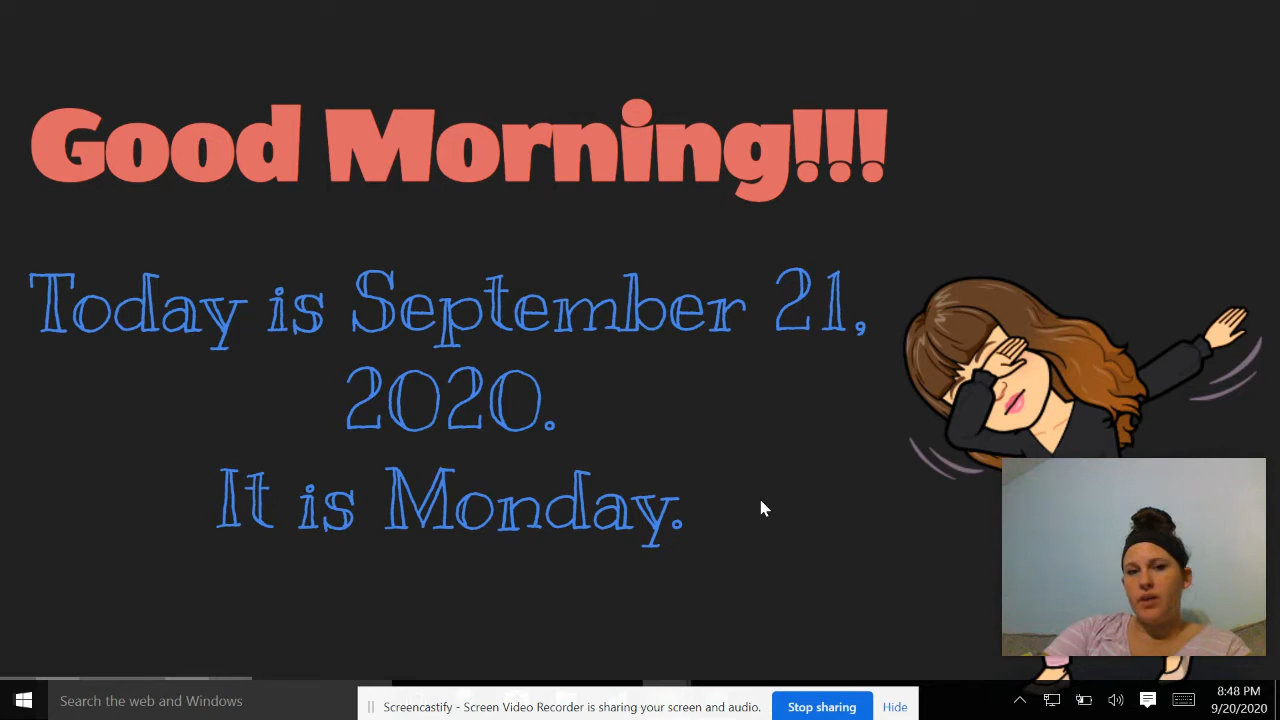 Good Morning!!!
Today is September 21,
2020.
It is Monday.
Search the web and Windows
Screencastify - Screen Video Recorder is sharing your screen and audio.
Stop sharing
Hide
8:48 PM
9/20/2020